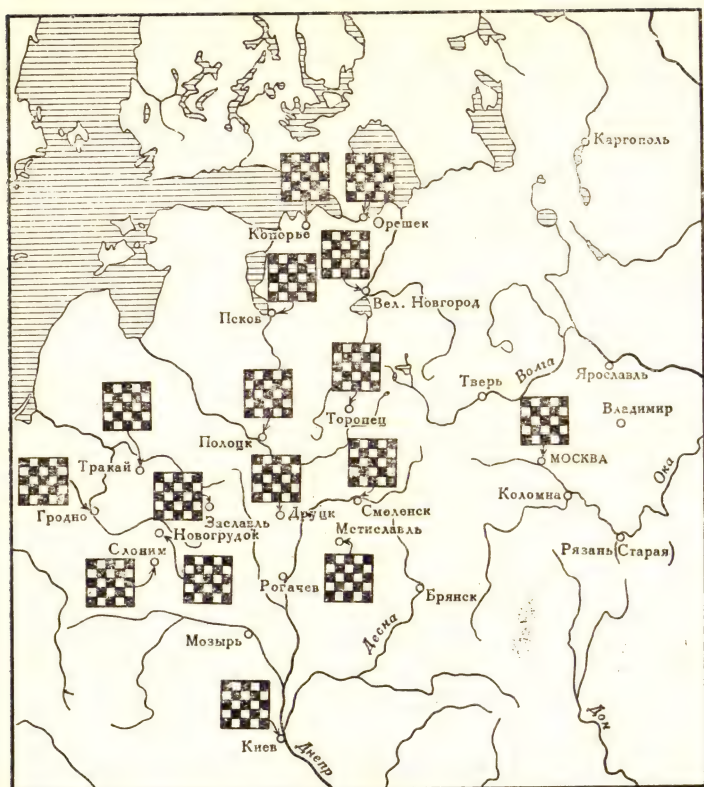 Каргополь
Копорье
Орешек
Псков
Вел. Новгород
Тверь
Волга
Ярославль
Торопец
Владимир
Полоцк
Тракай
МОСКВА
Ока
Гродно
Заславль
Друцк
Смоленск
Коломна
Новогрудок
Мстиславль
Слоним
Рязань (Старая)
Рогачев
Брянск
Мозырь
Десна
Киев
Днепр
Дон